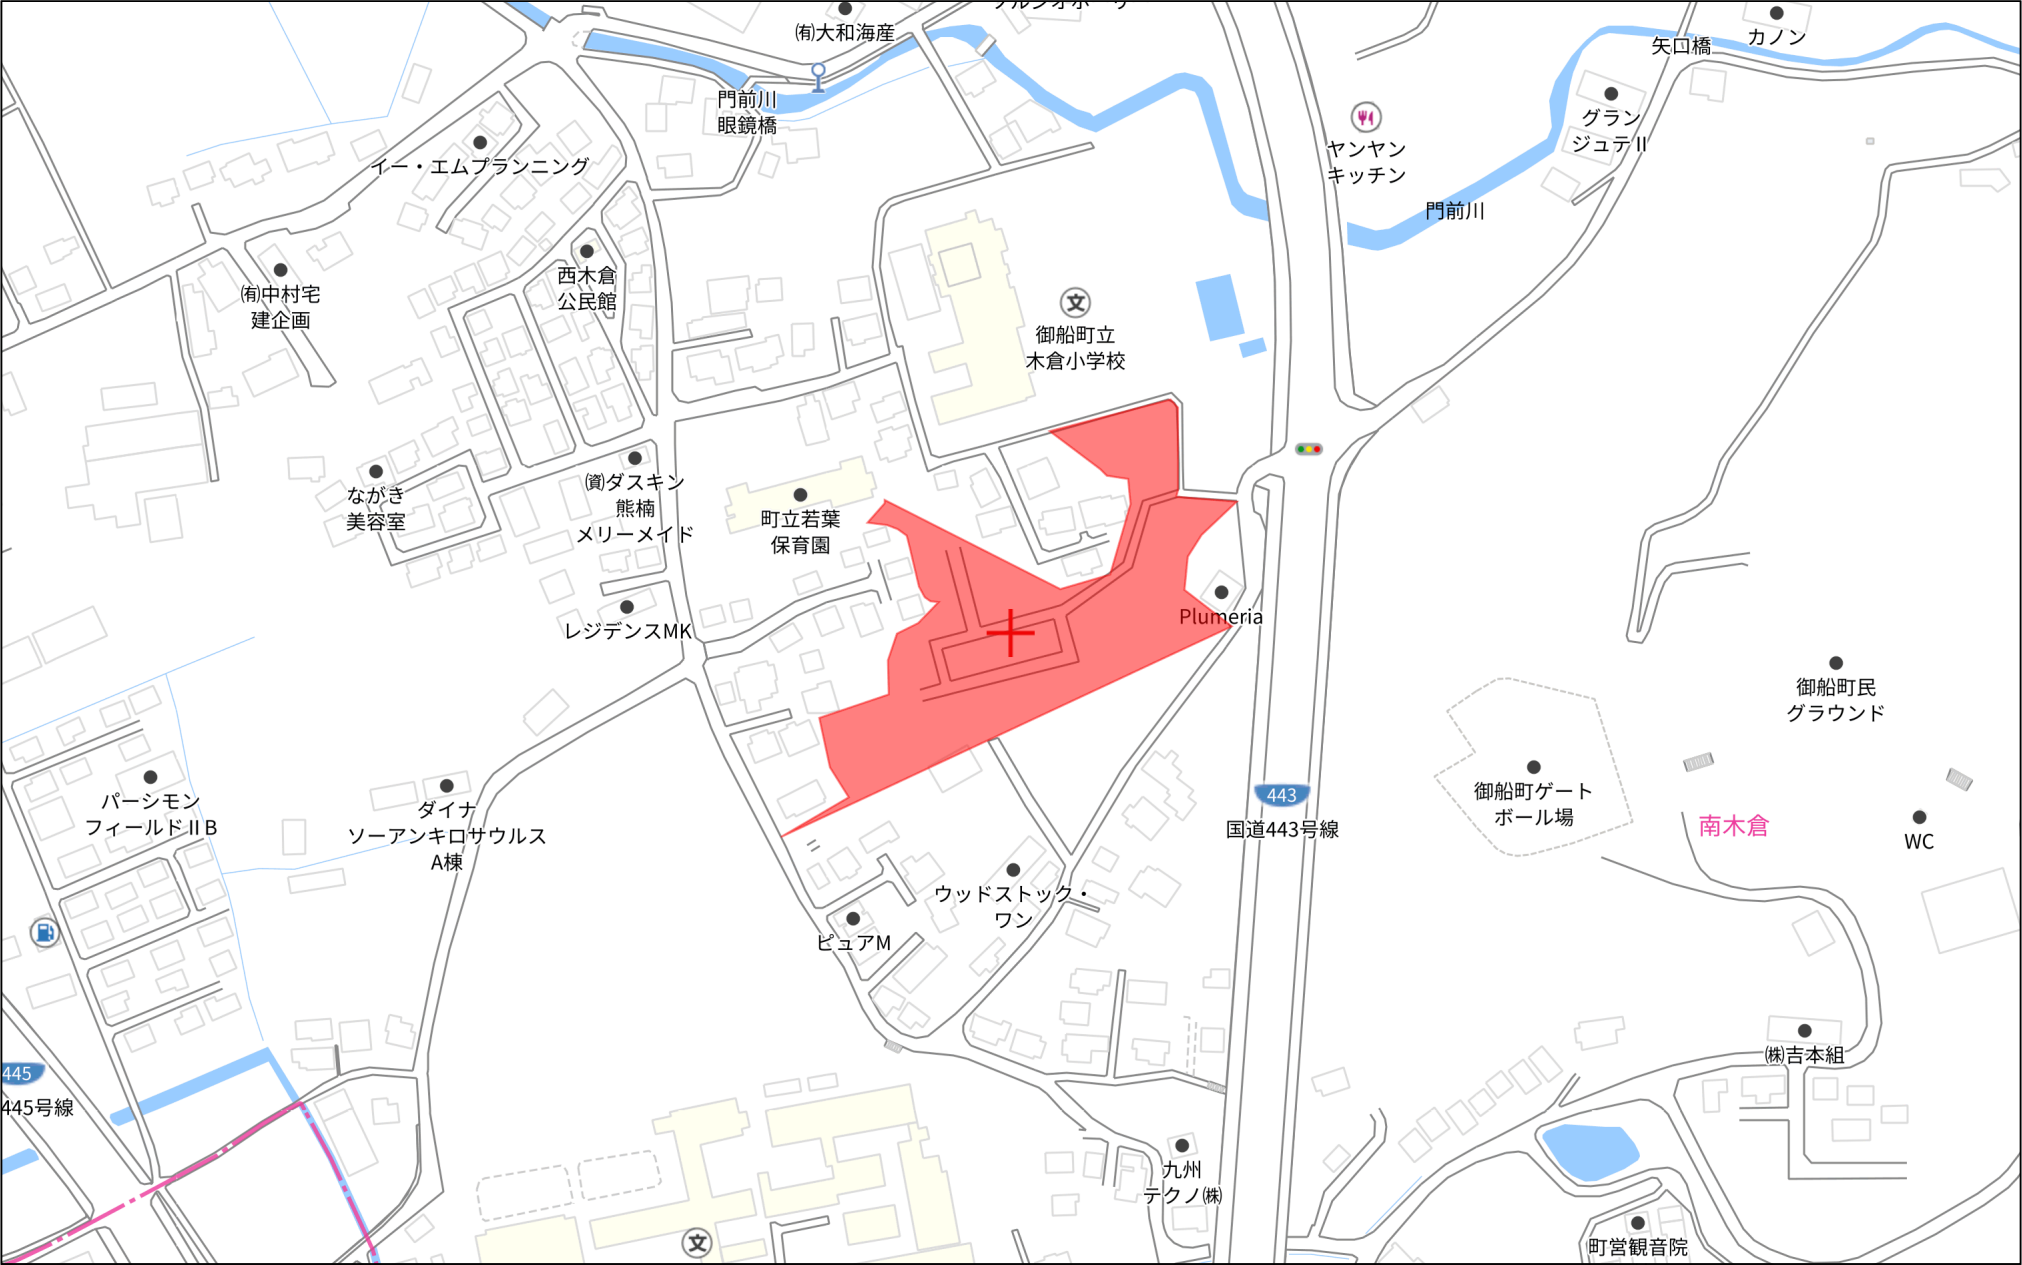 ㈲大和海産
カノン
矢口橋
門前川
眼鏡橋
グラン
ジュテⅡ
ヤンヤン
キッチン
イー・エムプランニング
門前川
西木倉
公民館
㈲中村宅
建企画
御船町立
木倉小学校
㈾ダスキン
熊楠
メリーメイド
ながき
美容室
町立若葉
保育園
レジデンスMK
Plumeria
御船町民
グラウンド
御船町ゲート
ボール場
443
国道443号線
南木倉
WC
パーシモン
フィールドⅡB
ダイナ
ソーアンキロサウルス
A棟
ウッドストック・
ワン
ピュアM
㈱吉本組
445
445号線
九州
テクノ㈱
町営観音院
文
文